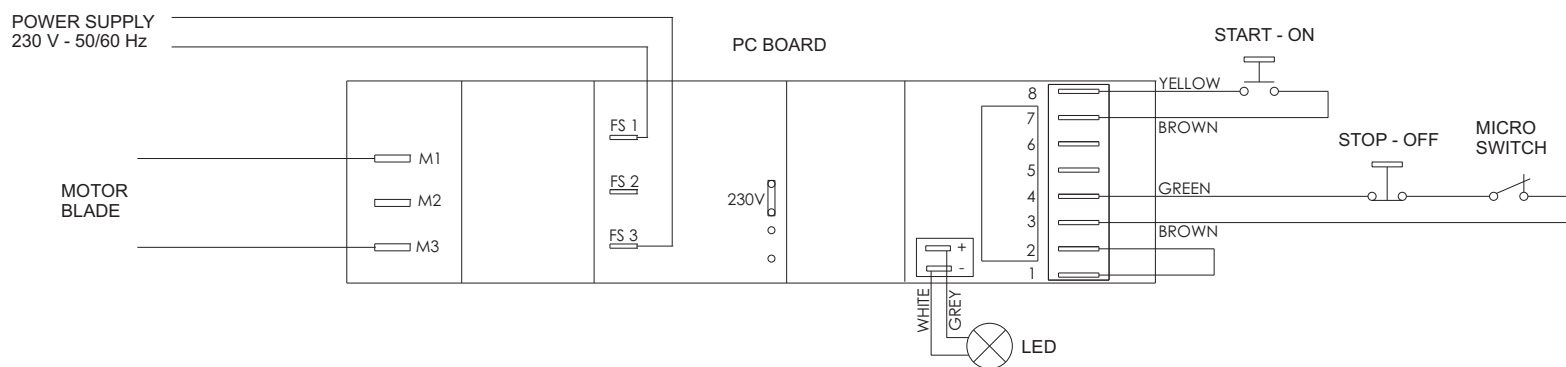 POWER SUPPLY
230 V - 50/60 Hz
PC BOARD
START - ON
YELLOW
8
7
BROWN
6
5
STOP - OFF
MICRO
SWITCH
GREEN
4
3
BROWN
2
1
FS 1
FS 2
FS 3
M1
M2
M3
MOTOR
BLADE
230V
+
-
WHITE
GREY
LED